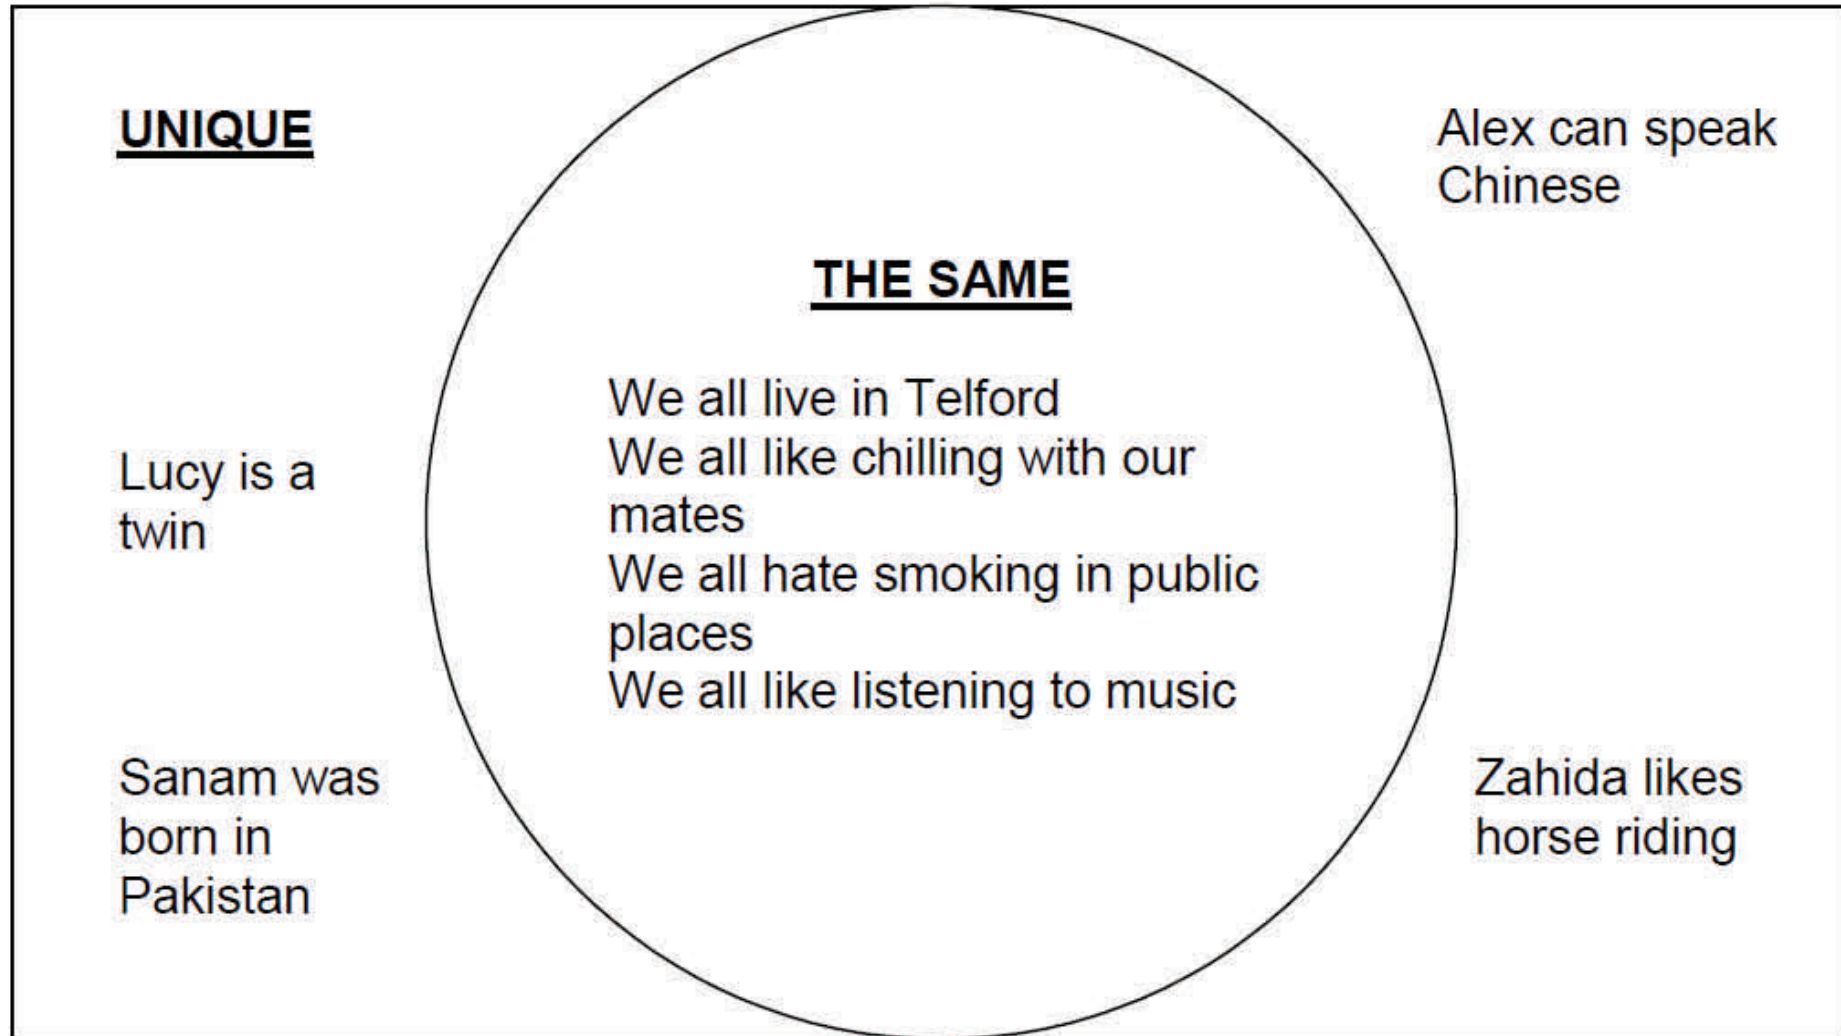 UNIQUE
Alex can speak
Chinese
THE SAME
We all live in Telford
We all like chilling with our
mates
We all hate smoking in public
places
We all like listening to music
Lucy is a
twin
Sanam was
born in
Pakistan
Zahida likes
horse riding